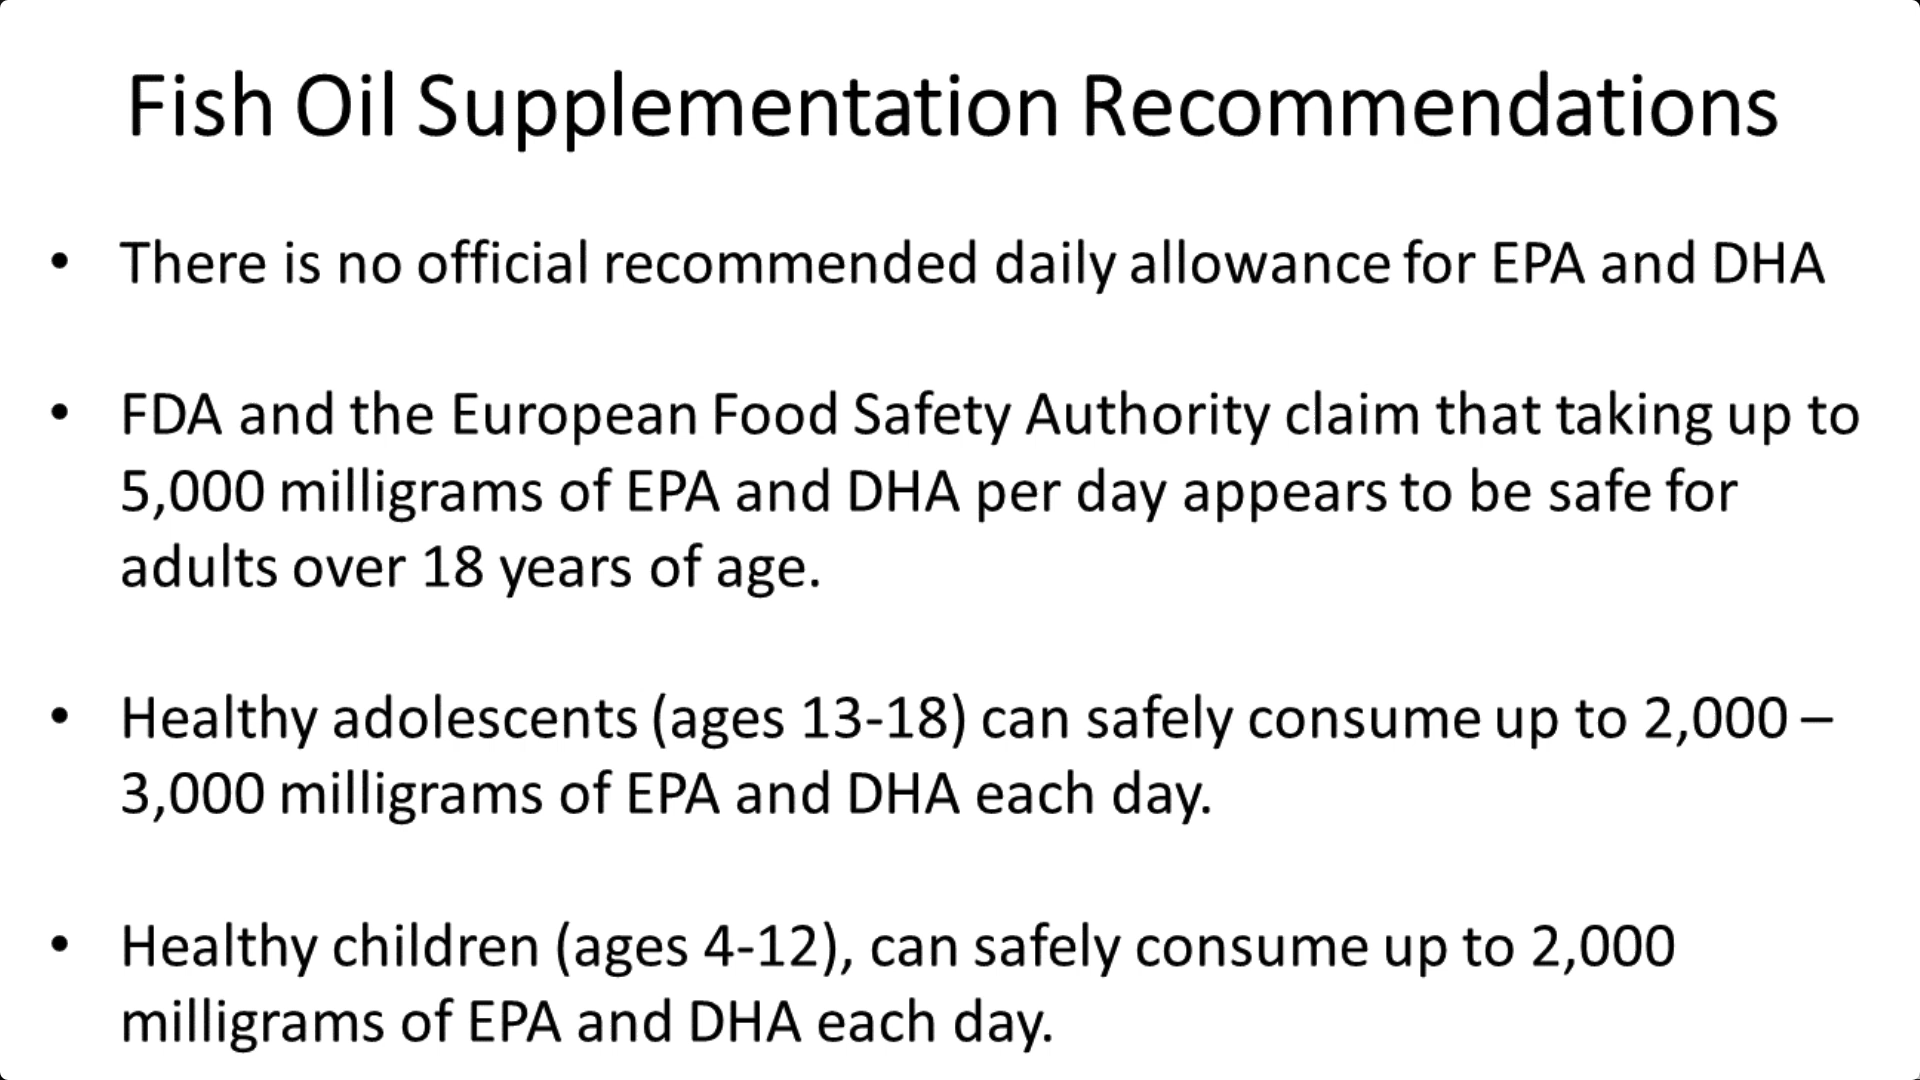 Fish Oil Supplementation Recommendations
• There is no official recommended daily allowance for EPA and DHA
• FDA and the European Food Safety Authority claim that taking up to
5,000 milligrams of EPA and DHA per day appears to be safe for
adults over 18 years of age.
• Healthy adolescents (ages 13-18) can safely consume up to 2,000 –
3,000 milligrams of EPA and DHA each day.
• Healthy children (ages 4-12), can safely consume up to 2,000
milligrams of EPA and DHA each day.